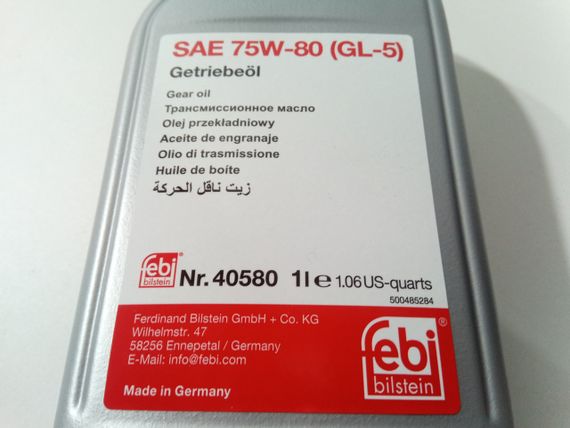 SAE 75W-80 (GL-5)
Getriebeöl
Gear oil
Трансмиссионное масло
Olej przekładniowy
Aceite de engranaje
Olio di trasmissione
Huile de boîte
زيت ناقل الحركة
febi® bilstein Nr. 40580 1l ℮ 1.06 US-quarts
500485284
Ferdinand Bilstein GmbH + Co. KG
Wilhelmstr. 47
58256 Ennepetal / Germany
E-Mail: info@febi.com
Made in Germany
febi®
bilstein